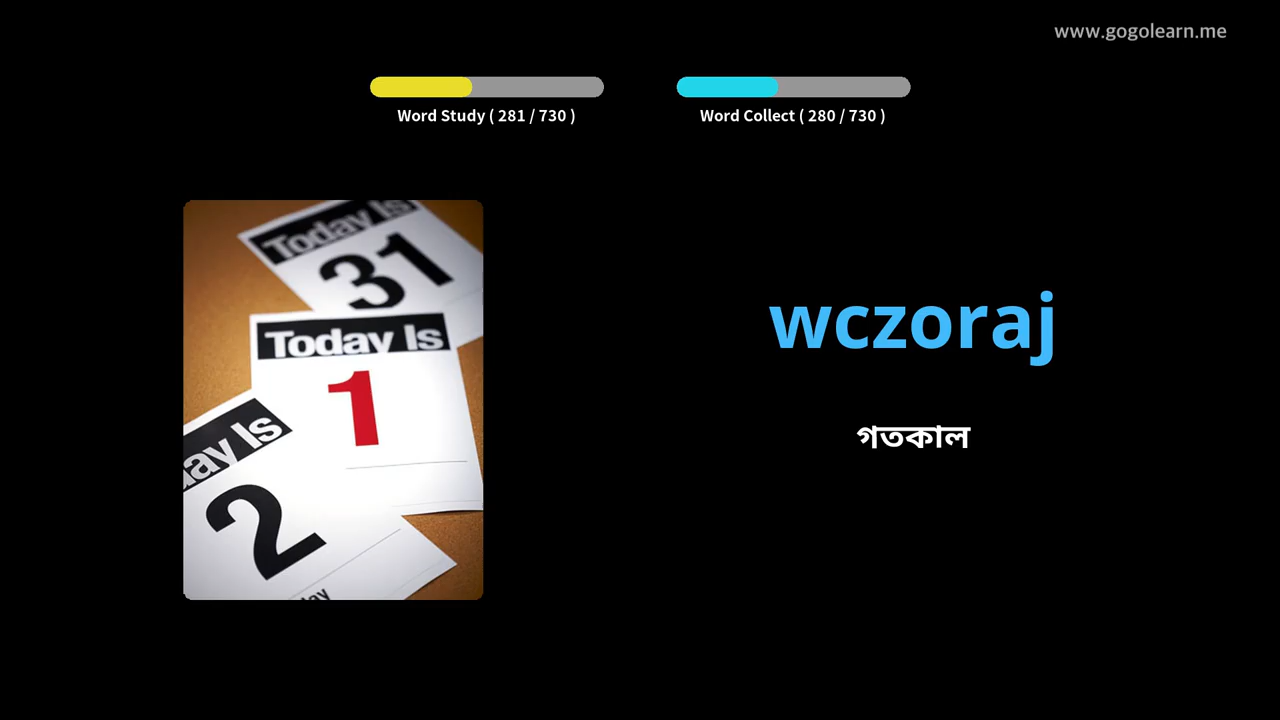 www.gogolearn.me
Word Study ( 281 / 730 )
Word Collect ( 280 / 730 )
Today Is
31
Today Is
1
ay Is
2
wczoraj
গতকাল